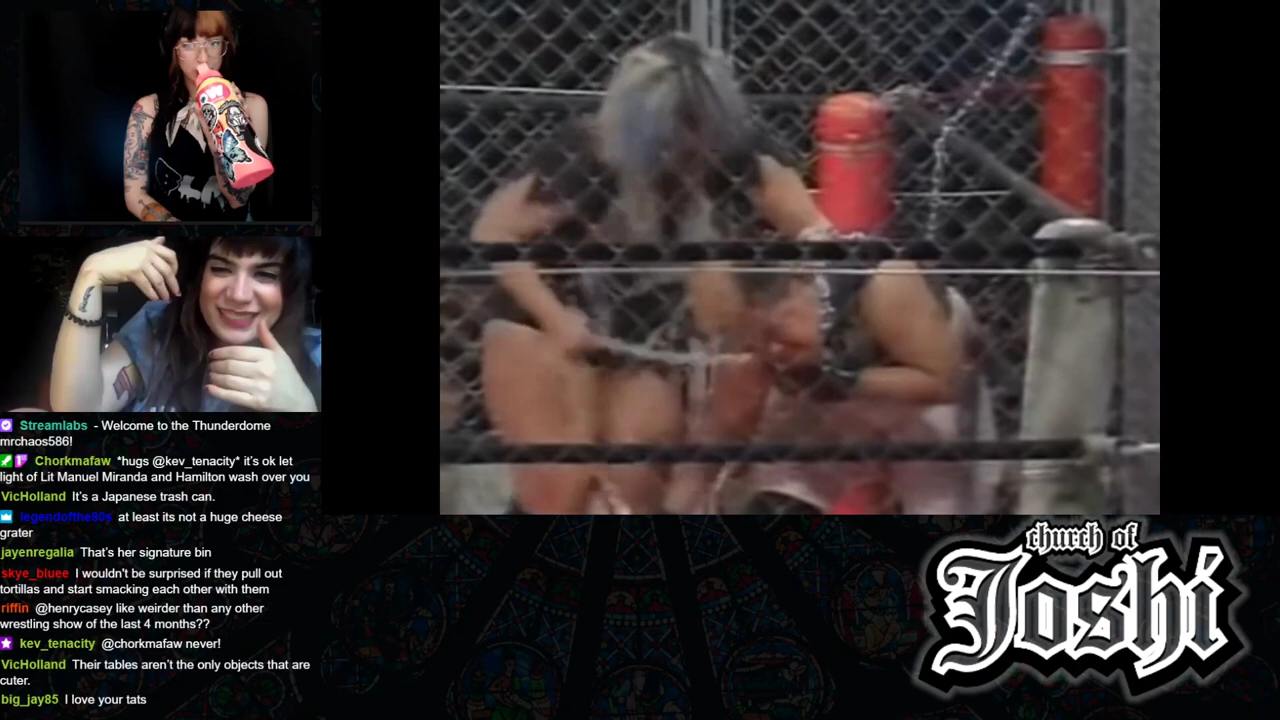 Streamlabs - Welcome to the Thunderdome
mrchaos586!
Chorkmafaw *hugs @kev_tenacity* it's ok let
light of Lit Manuel Miranda and Hamilton wash over you
VicHolland It's a Japanese trash can.
legendofthe80s at least its not a huge cheese
grater
jayenregalia That's her signature bin
skye_bluee I wouldn't be surprised if they pull out
tortillas and start smacking each other with them
riffin @henrycasey like weirder than any other
wrestling show of the last 4 months??
kev_tenacity @chorkmafaw never!
VicHolland Their tables aren't the only objects that are
cuter.
big_jay85 I love your tats
church of
Joshi